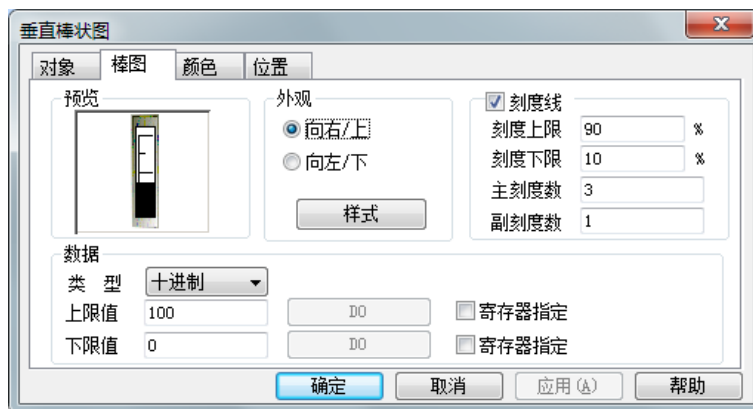 垂直棒状图
对象 棒图 颜色 位置
预览
外观
向右/上
向左/下
样式
刻度线
刻度上限 90 %
刻度下限 10 %
主刻度数 3
副刻度数 1
数据
类 型 十进制
上限值 100 D0 寄存器指定
下限值 0 D0 寄存器指定
确定 取消 应用(A) 帮助